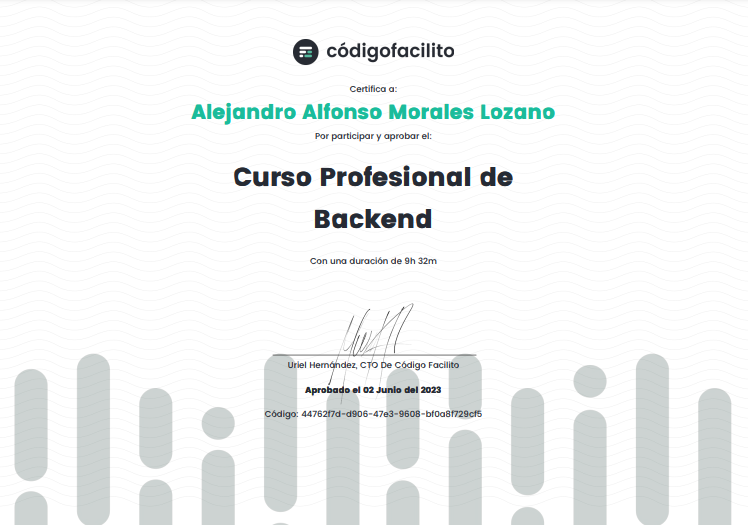 códigofacilito
Certifica a:
Alejandro Alfonso Morales Lozano
Por participar y aprobar el:
Curso Profesional de
Backend
Con una duración de 9h 32m
Uriel Hernández, CTO De Código Facilito
Aprobado el 02 Junio del 2023
Código: 44762f7d-d906-47e3-9608-bf0a8f729cf5